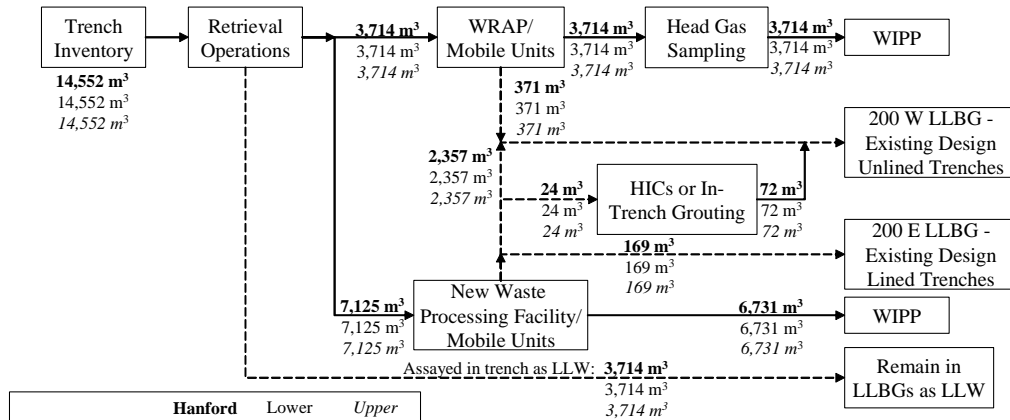 Trench
Inventory
14,552 m³
14,552 m³
14,552 m³
Retrieval
Operations
3,714 m³
3,714 m³
3,714 m³
WRAP/
Mobile Units
3,714 m³
3,714 m³
3,714 m³
Head Gas
Sampling
3,714 m³
3,714 m³
3,714 m³
WIPP
371 m³
371 m³
371 m³
200 W LLBG -
Existing Design
Unlined Trenches
2,357 m³
2,357 m³
2,357 m³
24 m³
24 m³
24 m³
HICs or In-
Trench Grouting
72 m³
72 m³
72 m³
169 m³
169 m³
169 m³
200 E LLBG -
Existing Design
Lined Trenches
7,125 m³
7,125 m³
7,125 m³
New Waste
Processing Facility/
Mobile Units
6,731 m³
6,731 m³
6,731 m³
WIPP
Assayed in trench as LLW: 3,714 m³
3,714 m³
3,714 m³
Remain in
LLBGs as LLW
Hanford Lower Upper